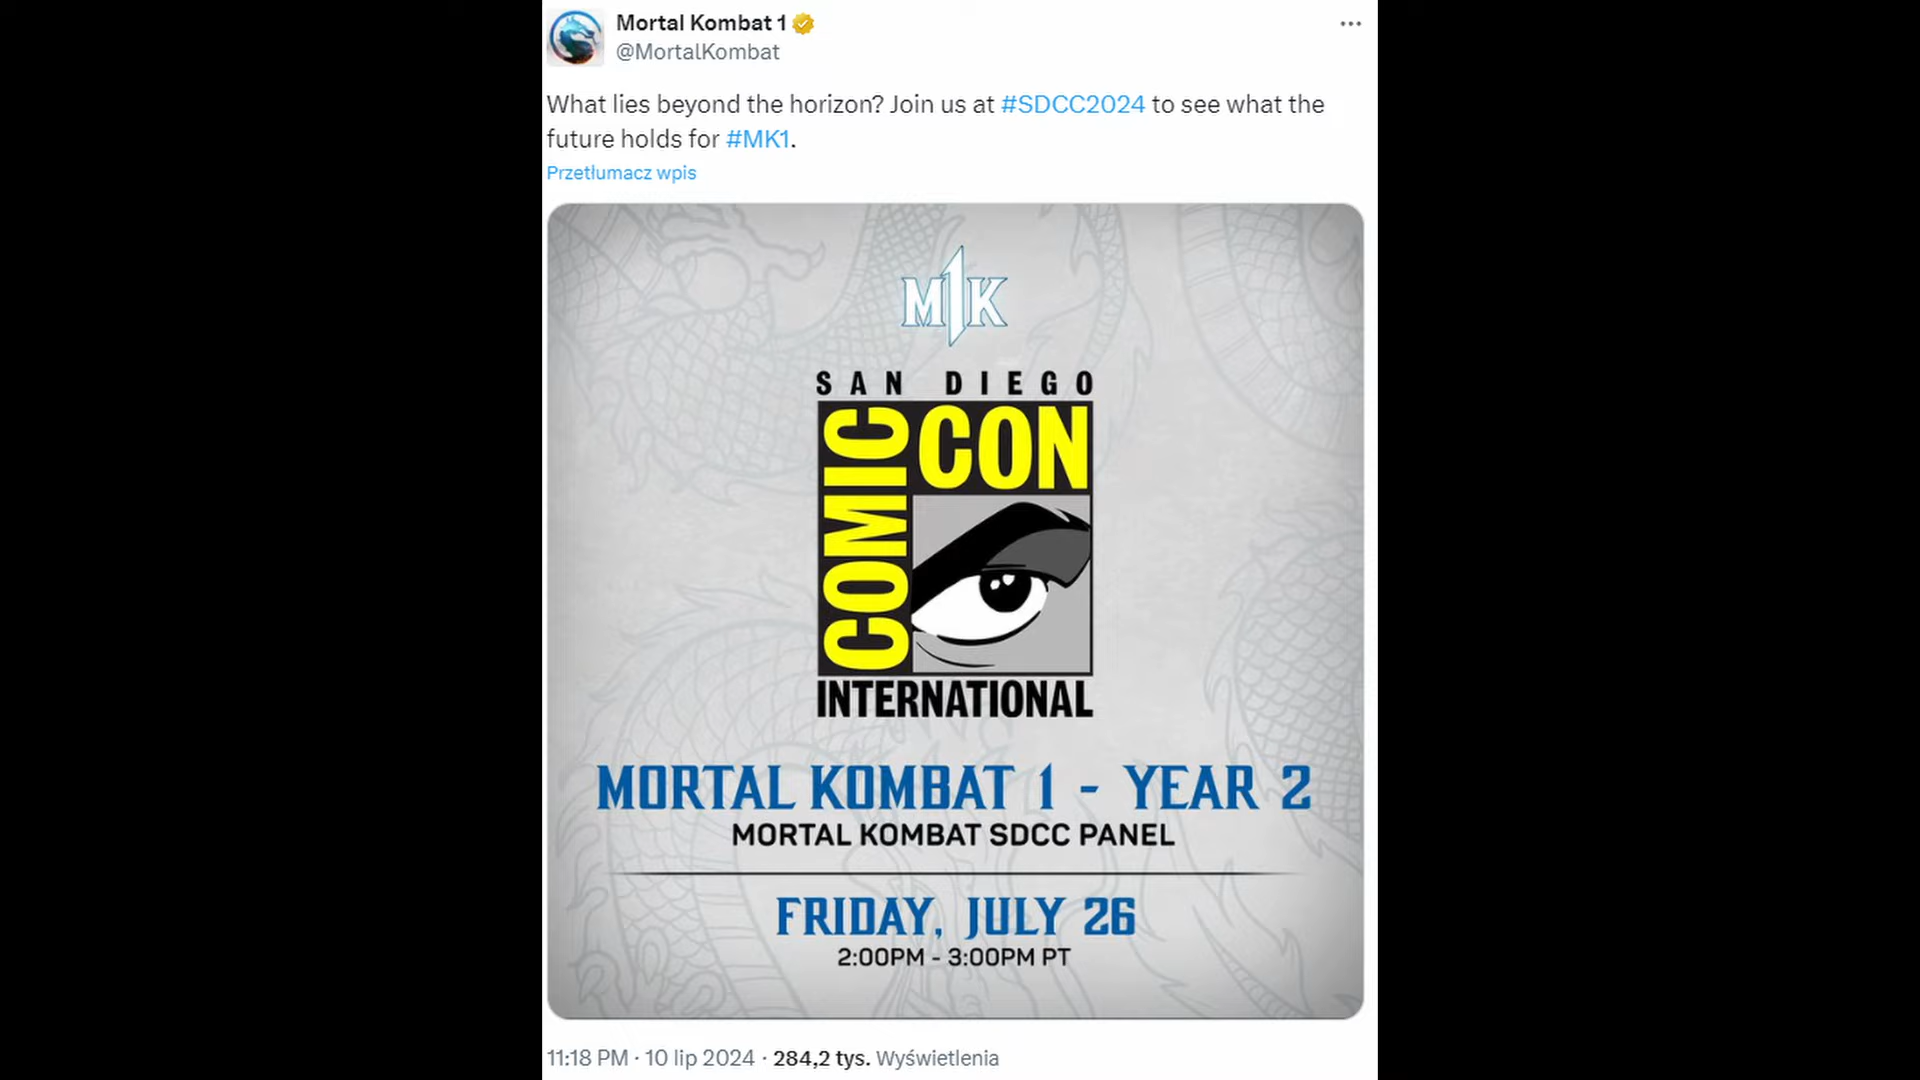 Mortal Kombat 1
@MortalKombat
What lies beyond the horizon? Join us at #SDCC2024 to see what the
future holds for #MK1.
Przetłumacz wpis
M1K
SAN DIEGO
COMIC
CON
INTERNATIONAL
MORTAL KOMBAT 1 - YEAR 2
MORTAL KOMBAT SDCC PANEL
FRIDAY, JULY 26
2:00PM - 3:00PM PT
11:18 PM · 10 lip 2024 · 284,2 tys. Wyświetlenia